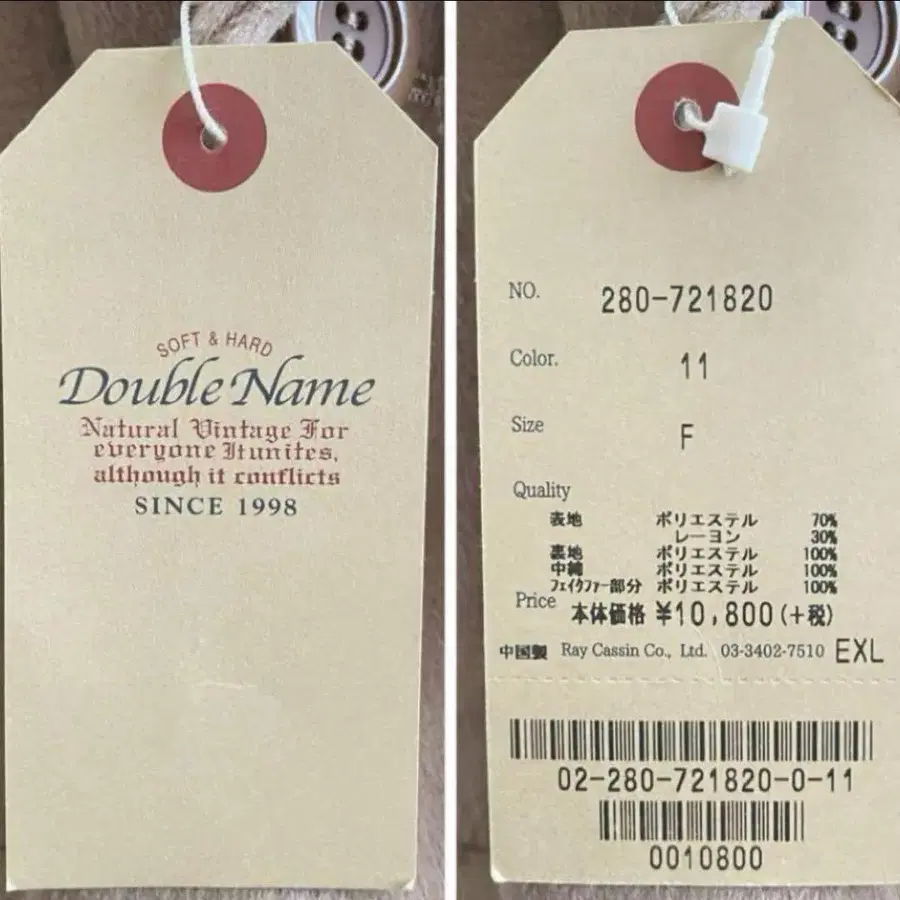 SOFT & HARD
Double Name
Natural Vintage For
everyone Itunites,
although it conflicts
SINCE 1998
NO. 280-721820
Color. 11
Size F
Quality
表地 ポリエステル 70%
レーヨン 30%
裏地 ポリエステル 100%
中綿 ポリエステル 100%
フェイクファー部分 ポリエステル 100%
Price 本体価格 ¥10,800(+税)
中国製 Ray Cassin Co., Ltd. 03-3402-7510 EXL
02-280-721820-0-11
0010800